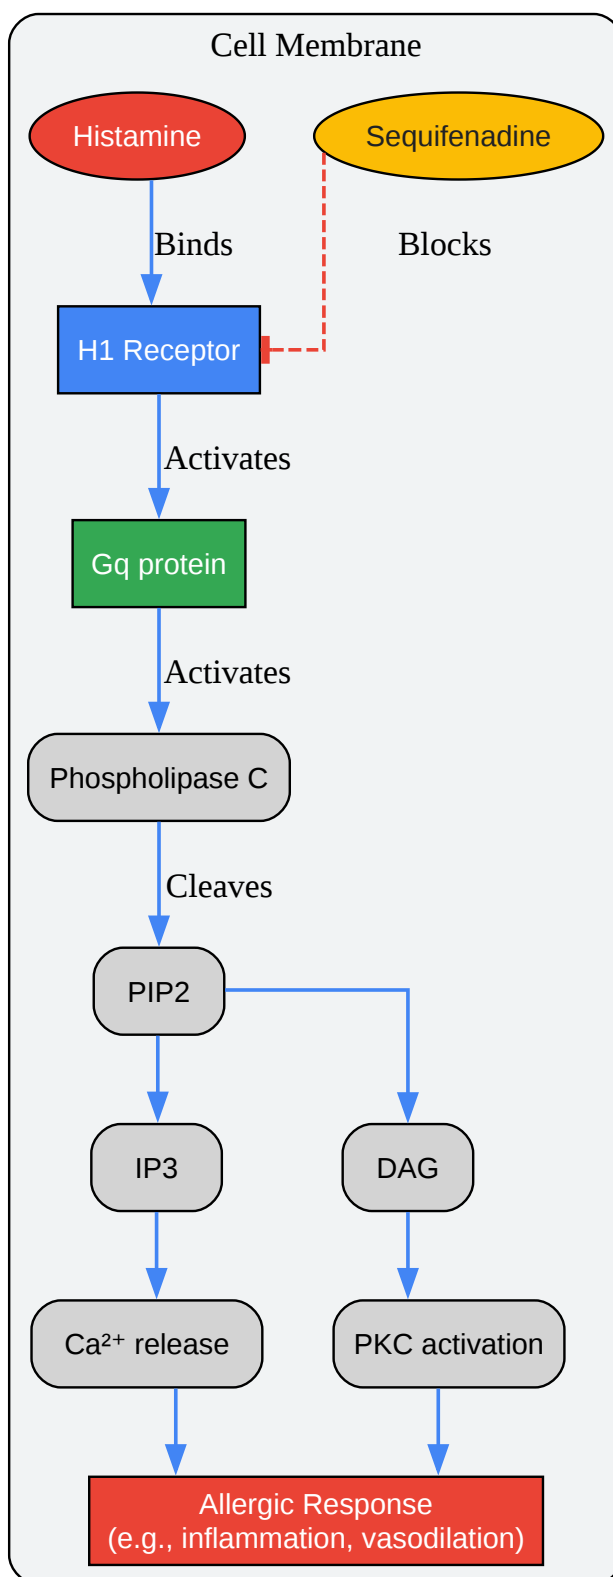 Cell Membrane
Histamine
Sequifenadine
Binds
Blocks
H1 Receptor
Activates
Gq protein
Activates
Phospholipase C
Cleaves
PIP2
IP3
DAG
Ca²⁺ release
PKC activation
Allergic Response
(e.g., inflammation, vasodilation)